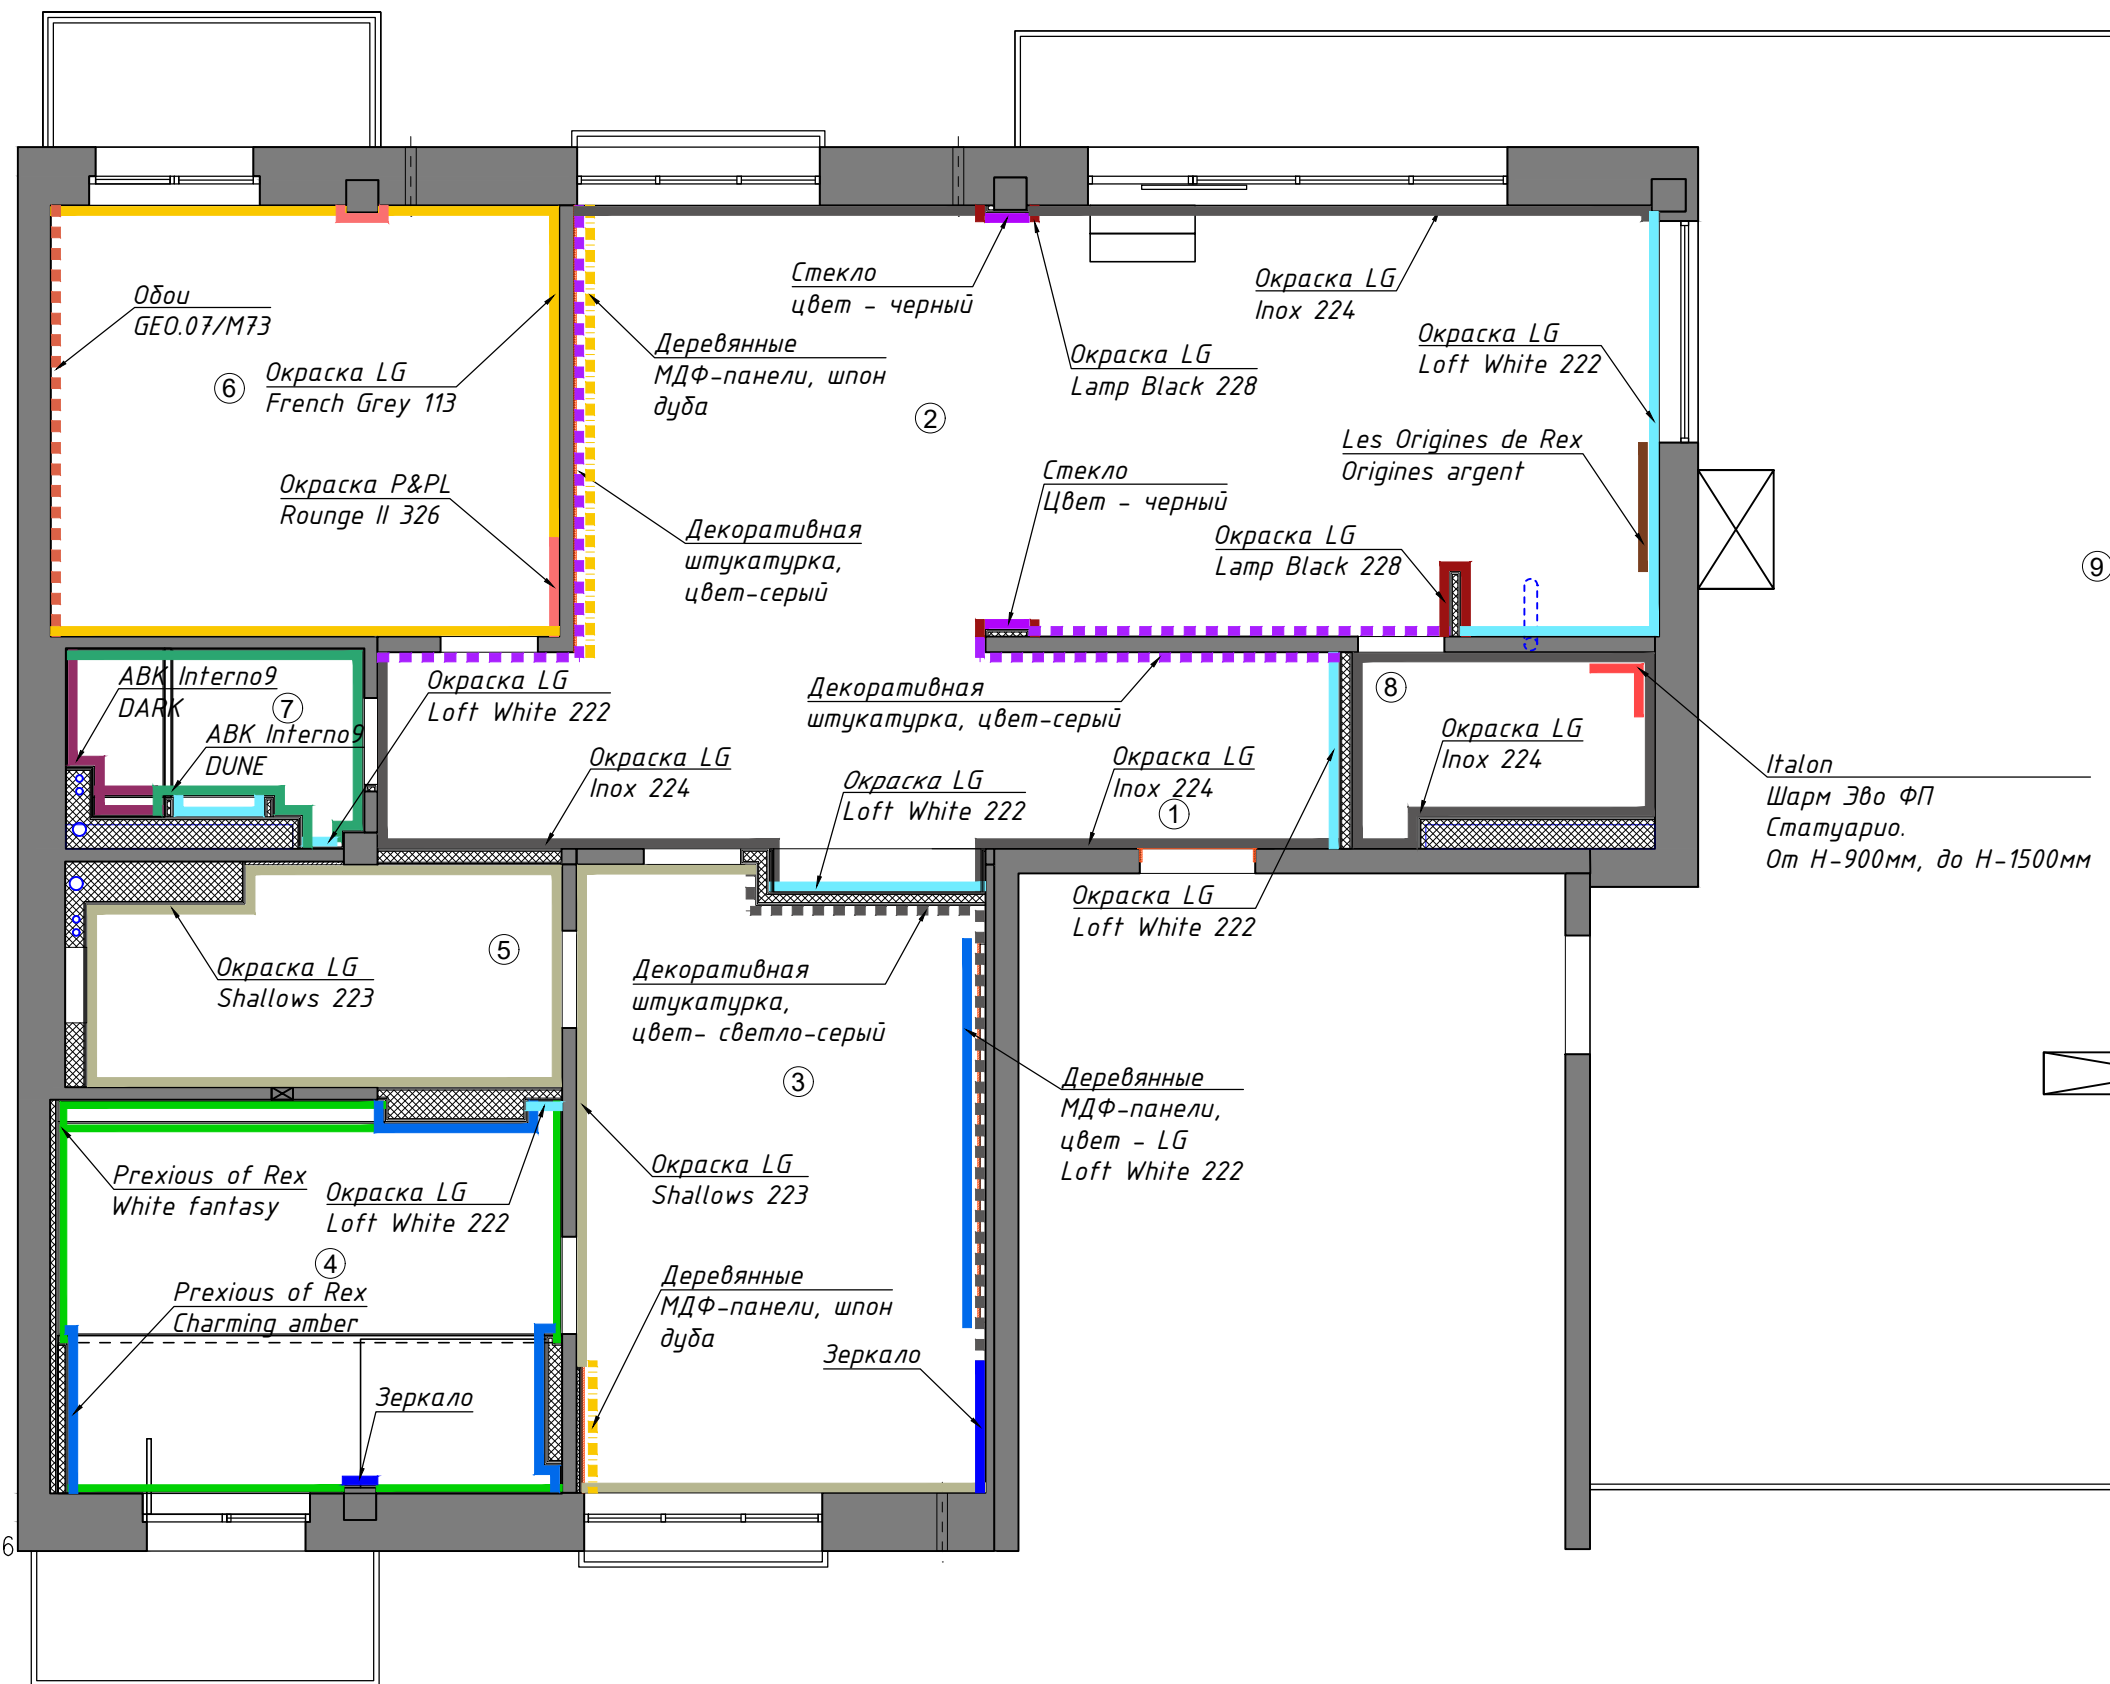 Обои
GEO.07/M73
6
Окраска LG
French Grey 113
Окраска P&PL
Rounge II 326
Деревянные
МДФ-панели, шпон
дуба
Декоративная
штукатурка,
цвет-серый
Стекло
цвет - черный
2
Окраска LG
Lamp Black 228
Окраска LG
Inox 224
Окраска LG
Loft White 222
Les Origines de Rex
Origines argent
Стекло
Цвет - черный
Окраска LG
Lamp Black 228
9
ABK Interno9
DARK
7
ABK Interno9
DUNE
Окраска LG
Loft White 222
Окраска LG
Inox 224
Декоративная
штукатурка, цвет-серый
Окраска LG
Loft White 222
Окраска LG
Inox 224
1
8
Окраска LG
Inox 224
Italon
Шарм Эво ФП
Статуарио.
От Н-900мм, до Н-1500мм
Окраска LG
Loft White 222
5
Окраска LG
Shallows 223
Декоративная
штукатурка,
цвет- светло-серый
3
Деревянные
МДФ-панели,
цвет - LG
Loft White 222
Prexious of Rex
White fantasy
Окраска LG
Loft White 222
Окраска LG
Shallows 223
4
Prexious of Rex
Charming amber
Деревянные
МДФ-панели, шпон
дуба
Зеркало
Зеркало
6